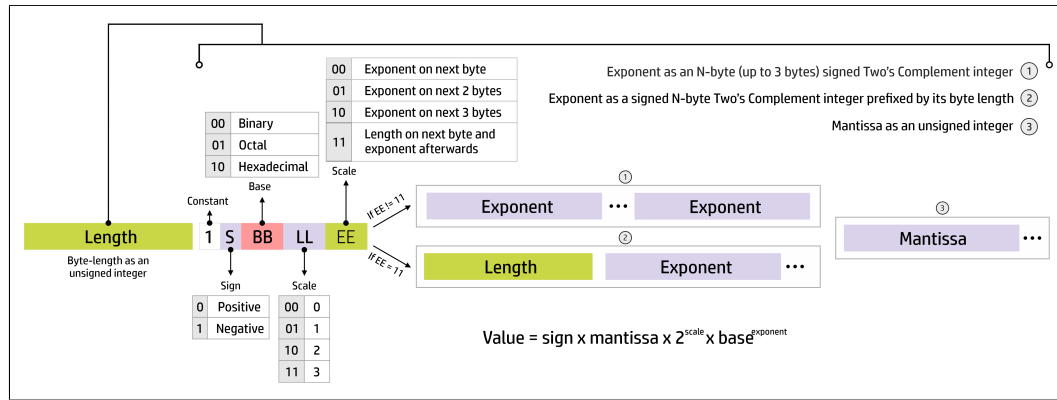 00 Exponent on next byte
01 Exponent on next 2 bytes
10 Exponent on next 3 bytes
11 Length on next byte and
exponent afterwards
Scale
Exponent as an N-byte (up to 3 bytes) signed Two's Complement integer 1
Exponent as a signed N-byte Two's Complement integer prefixed by its byte length 2
Mantissa as an unsigned integer 3
00 Binary
01 Octal
10 Hexadecimal
Base
Constant
Length
Byte-length as an
unsigned integer
1 S BB LL EE
Sign
0 Positive
1 Negative
Scale
00 0
01 1
10 2
11 3
If EE != 11
If EE = 11
1
Exponent ••• Exponent
2
Length Exponent •••
3
Mantissa •••
Value = sign x mantissa x 2^scale x base^exponent